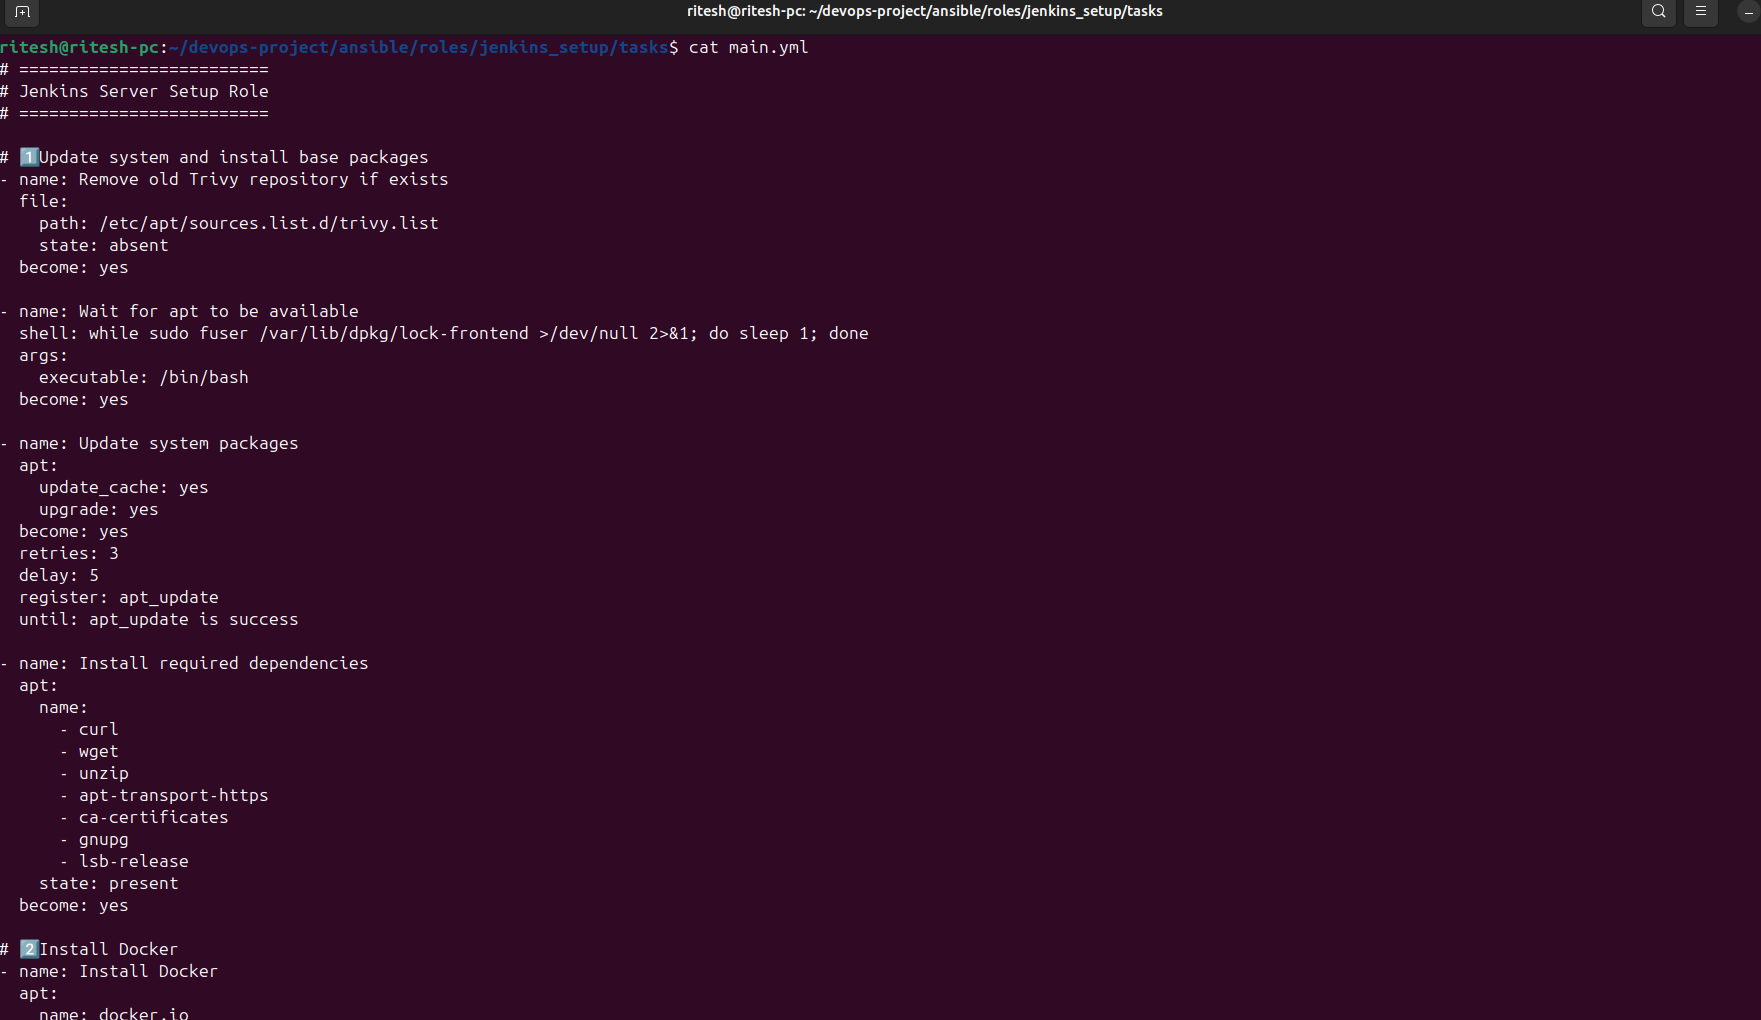 ritesh@ritesh-pc: ~/devops-project/ansible/roles/jenkins_setup/tasks
ritesh@ritesh-pc:~/devops-project/ansible/roles/jenkins_setup/tasks$ cat main.yml
# =========================
# Jenkins Server Setup Role
# =========================

# 1️⃣Update system and install base packages
- name: Remove old Trivy repository if exists
  file:
    path: /etc/apt/sources.list.d/trivy.list
    state: absent
  become: yes

- name: Wait for apt to be available
  shell: while sudo fuser /var/lib/dpkg/lock-frontend >/dev/null 2>&1; do sleep 1; done
  args:
    executable: /bin/bash
  become: yes

- name: Update system packages
  apt:
    update_cache: yes
    upgrade: yes
  become: yes
  retries: 3
  delay: 5
  register: apt_update
  until: apt_update is success

- name: Install required dependencies
  apt:
    name:
      - curl
      - wget
      - unzip
      - apt-transport-https
      - ca-certificates
      - gnupg
      - lsb-release
    state: present
  become: yes

# 2️⃣Install Docker
- name: Install Docker
  apt:
    name: docker.io